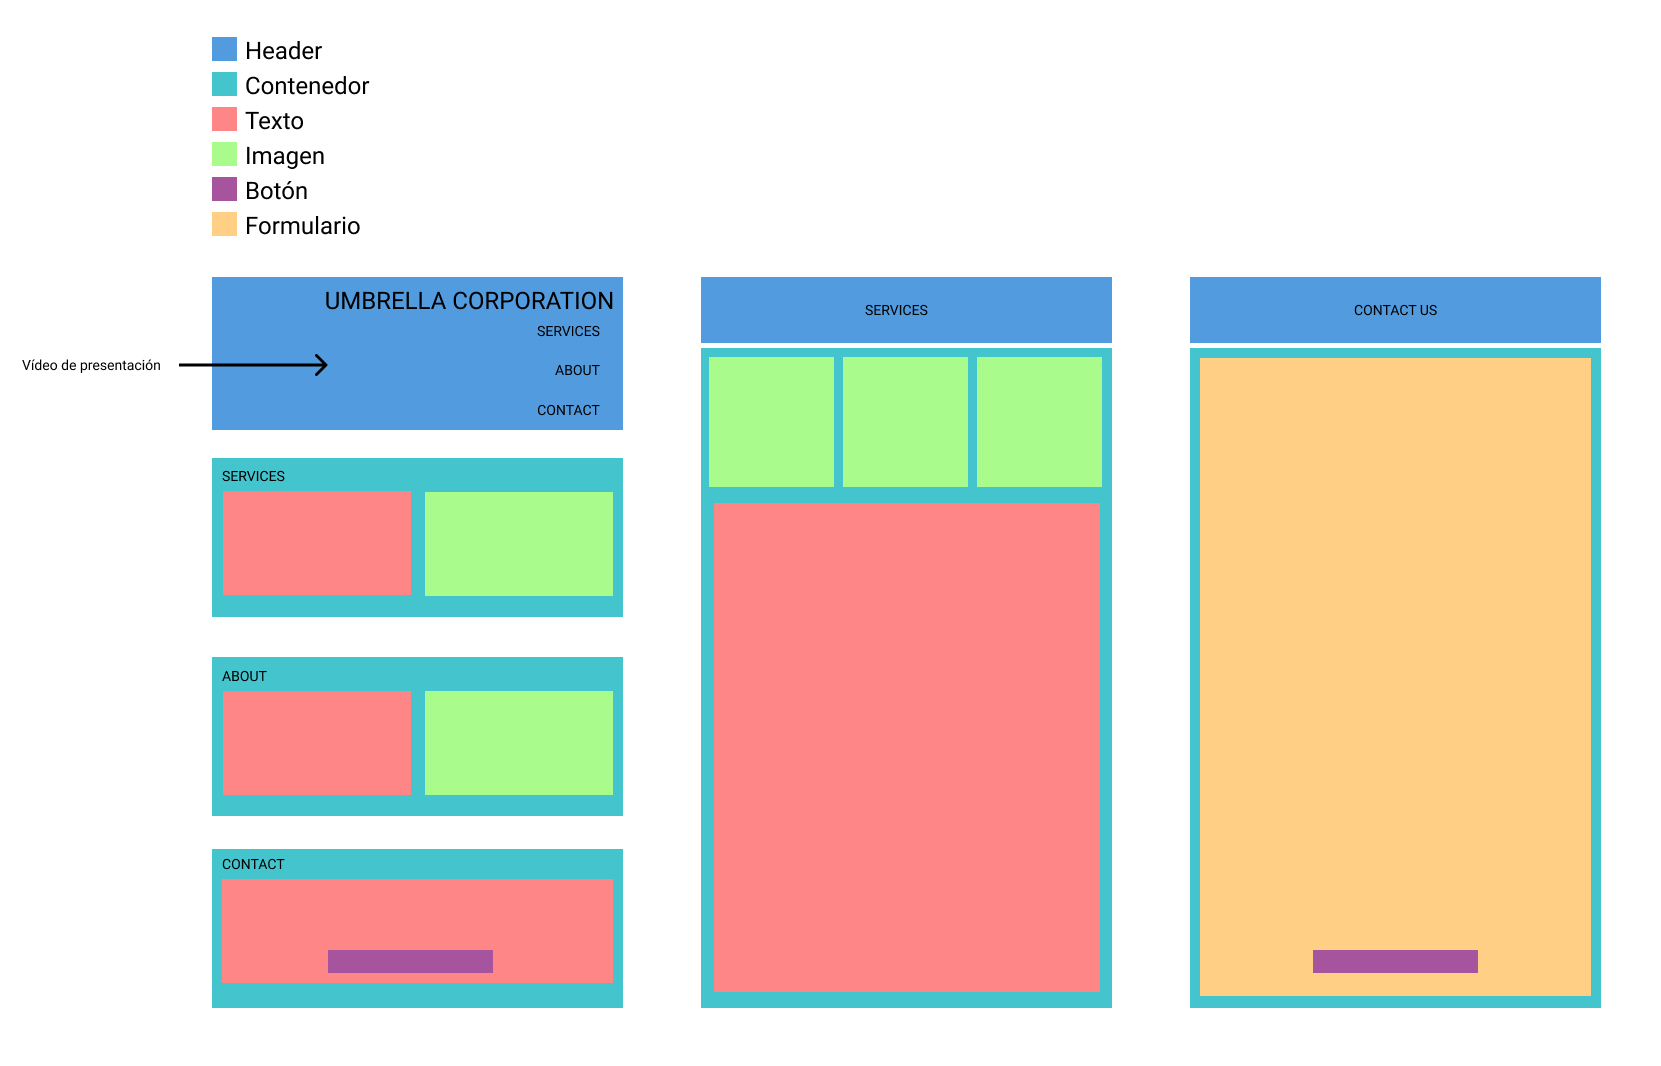 Header
Contenedor
Texto
Imagen
Botón
Formulario
Vídeo de presentación
UMBRELLA CORPORATION
SERVICES
ABOUT
CONTACT
SERVICES
ABOUT
CONTACT
SERVICES
CONTACT US